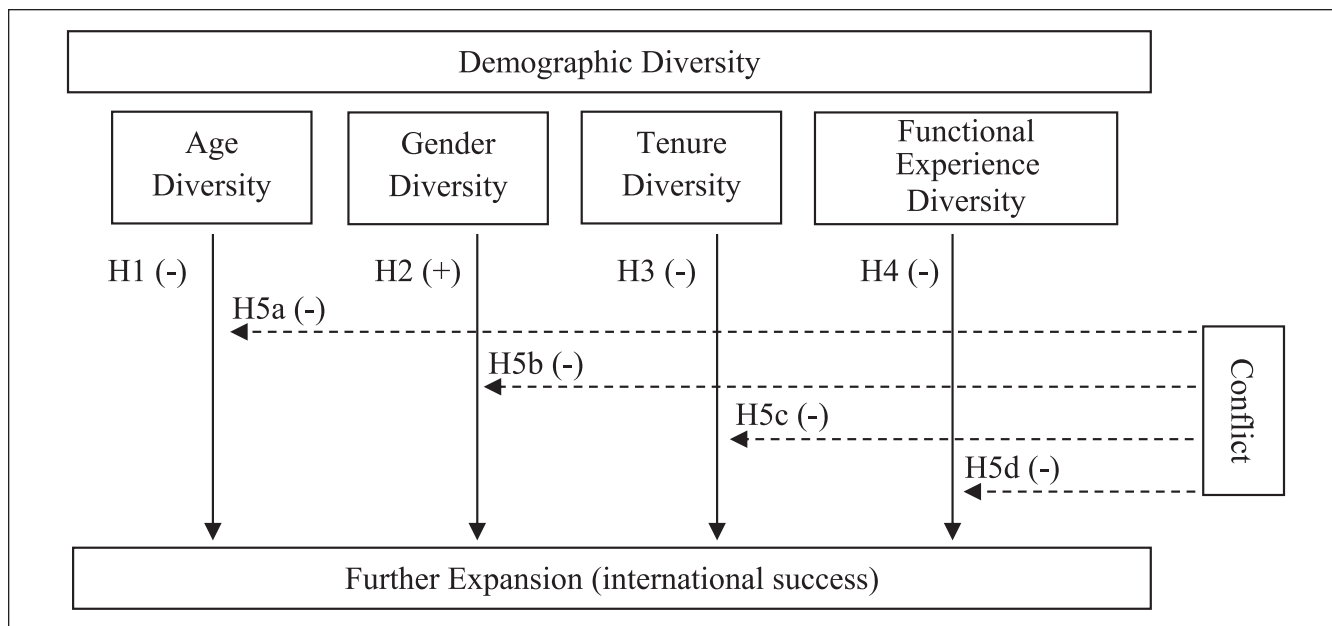 Demographic Diversity
Age
Diversity
Gender
Diversity
Tenure
Diversity
Functional
Experience
Diversity
H1 (-)
H2 (+)
H3 (-)
H4 (-)
H5a (-)
H5b (-)
H5c (-)
H5d (-)
Conflict
Further Expansion (international success)